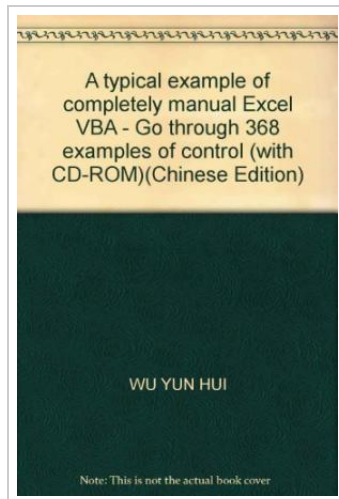 A typical example of
completely manual Excel
VBA - Go through 368
examples of control (with
CD-ROM)(Chinese Edition)
WU YUN HUI
Note: This is not the actual book cover